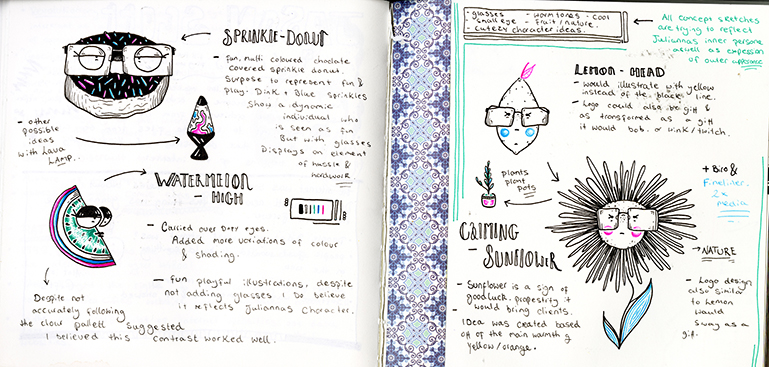 SPRINKLE-DONUT
- fun, multi coloured choclate
covered sprinkle donut.
Surpose to represent fun &
play. Pink & Blue sprinkles
show a dynamic
individual who
is seen as fun
But with glasses
Displays an element
of hassle &
hardwork
- other
possible
ideas
with Lava
LAMP..
WATERMELON
- HIGH
- Carried over Dotty eyes.
Added more variations of colour
& shading.
- fun playful illustrations, despite
not adding glasses I do believe
it reflects Juliannas character.
Despite not
accurately following
the clour pallett suggested
I believed this contrast worked well.
- glasses - warm tones - cool
- small eye - fruit/nature.
- cutezy character ideas.
All concept sketches
are trying to reflect
Juliannas inner persona
aswell as expression
of outer apperance
LEMON - HEAD
- would illustrate with yellow
instead of the black line.
- Logo could also be gif &
as transformed as a gif
it would bob. or wink/twitch.
plants
plant
pots
+ Biro &
Fineliner.
2x
media
CALMING
- SUNFLOWER
→ NATURE
- Sunflower is a sign of
goodluck. propesrity it
- would bring clients.
IDea was created based
off of the main warmth of
yellow/orange.
- Logo design
also similar
to Lemon
would
sway as a
gif.